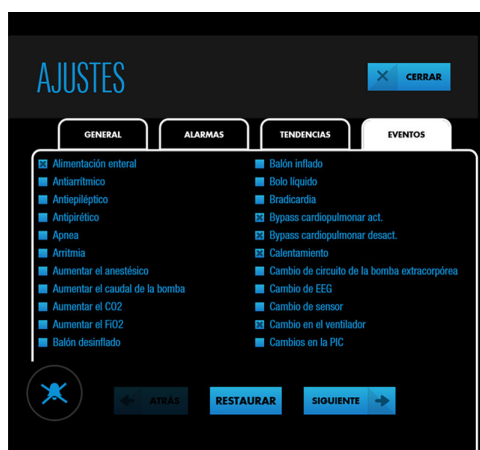 AJUSTES
CERRAR
GENERAL
ALARMAS
TENDENCIAS
EVENTOS
Alimentación enteral
Antiarrítmico
Antiepiléptico
Antipirético
Apnea
Arritmia
Aumentar el anestésico
Aumentar el caudal de la bomba
Aumentar el CO2
Aumentar el FiO2
Balón desinflado
Balón inflado
Bolo líquido
Bradicardia
Bypass cardiopulmonar act.
Bypass cardiopulmonar desact.
Calentamiento
Cambio de circuito de la bomba extracorpórea
Cambio de EEG
Cambio de sensor
Cambio en el ventilador
Cambios en la PIC
ATRÁS
RESTAURAR
SIGUIENTE